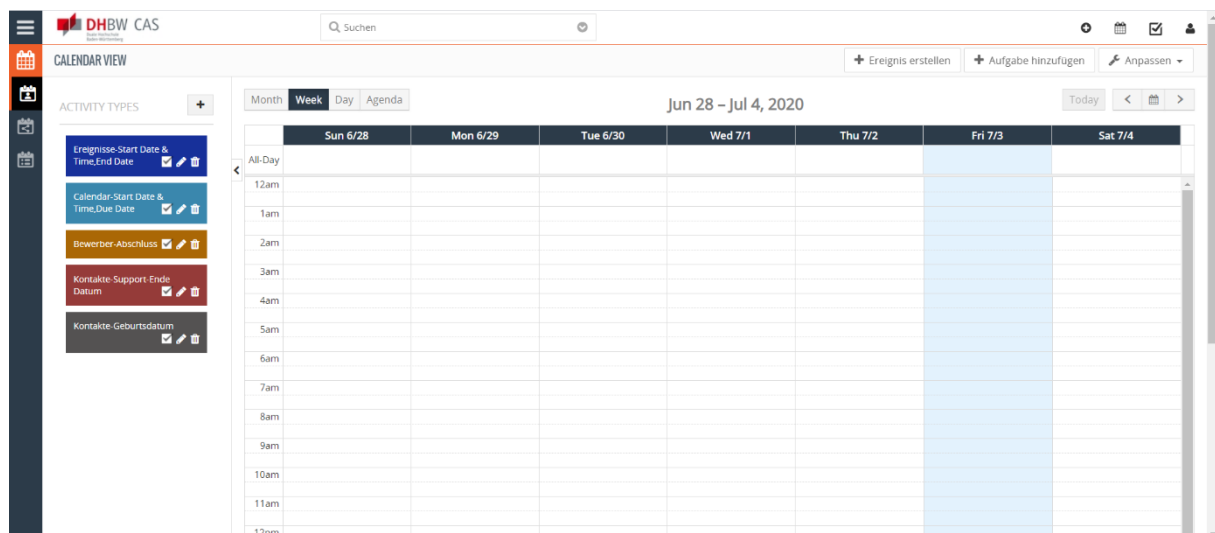 DHBW CAS
Suchen
CALENDAR VIEW
Ereignis erstellen
Aufgabe hinzufügen
Anpassen
ACTIVITY TYPES
Ereignisse-Start Date &
Time,End Date
Calendar-Start Date &
Time,Due Date
Bewerber-Abschluss
Kontakte-Support-Ende
Datum
Kontakte-Geburtsdatum
Month Week Day Agenda
Jun 28 – Jul 4, 2020
Today
Sun 6/28 Mon 6/29 Tue 6/30 Wed 7/1 Thu 7/2 Fri 7/3 Sat 7/4
All-Day
12am
1am
2am
3am
4am
5am
6am
7am
8am
9am
10am
11am
12pm